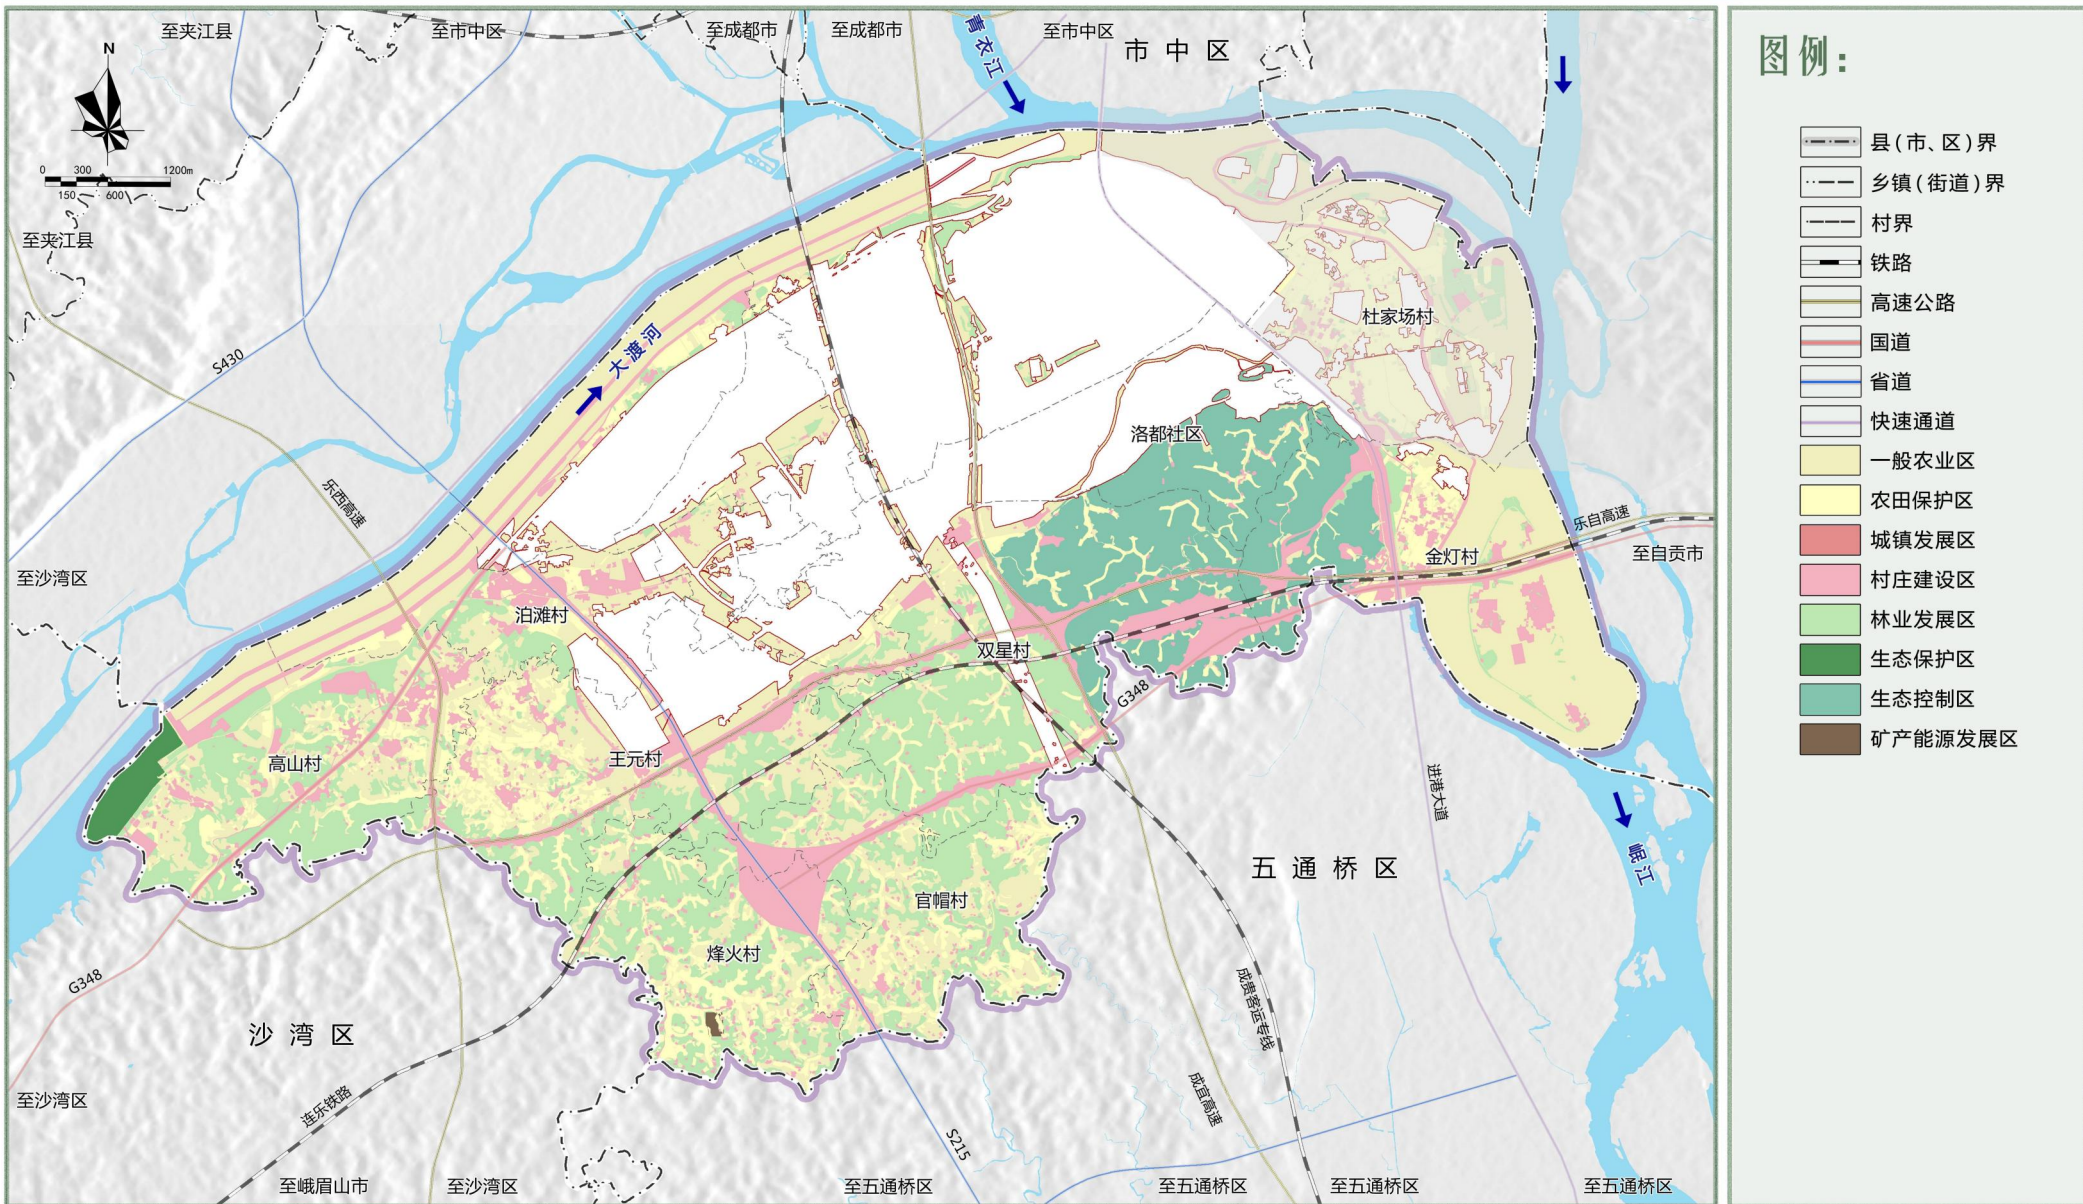 至夹江县
至市中区
至成都市
至成都市
至市中区
市中区
青衣江
N
0 300 1200m
150 600
至夹江县
S430
大渡河
杜家场村
洛都社区
乐西高速
乐自高速
至自贡市
至沙湾区
金灯村
泊滩村
双星村
G348
高山村
王元村
进港大道
岷江
五通桥区
官帽村
烽火村
G348
成贵客运专线
沙湾区
至沙湾区
连乐铁路
成宜高速
S215
至峨眉山市
至沙湾区
至五通桥区
至五通桥区
至五通桥区
至五通桥区
图例:
县(市、区)界
乡镇(街道)界
村界
铁路
高速公路
国道
省道
快速通道
一般农业区
农田保护区
城镇发展区
村庄建设区
林业发展区
生态保护区
生态控制区
矿产能源发展区